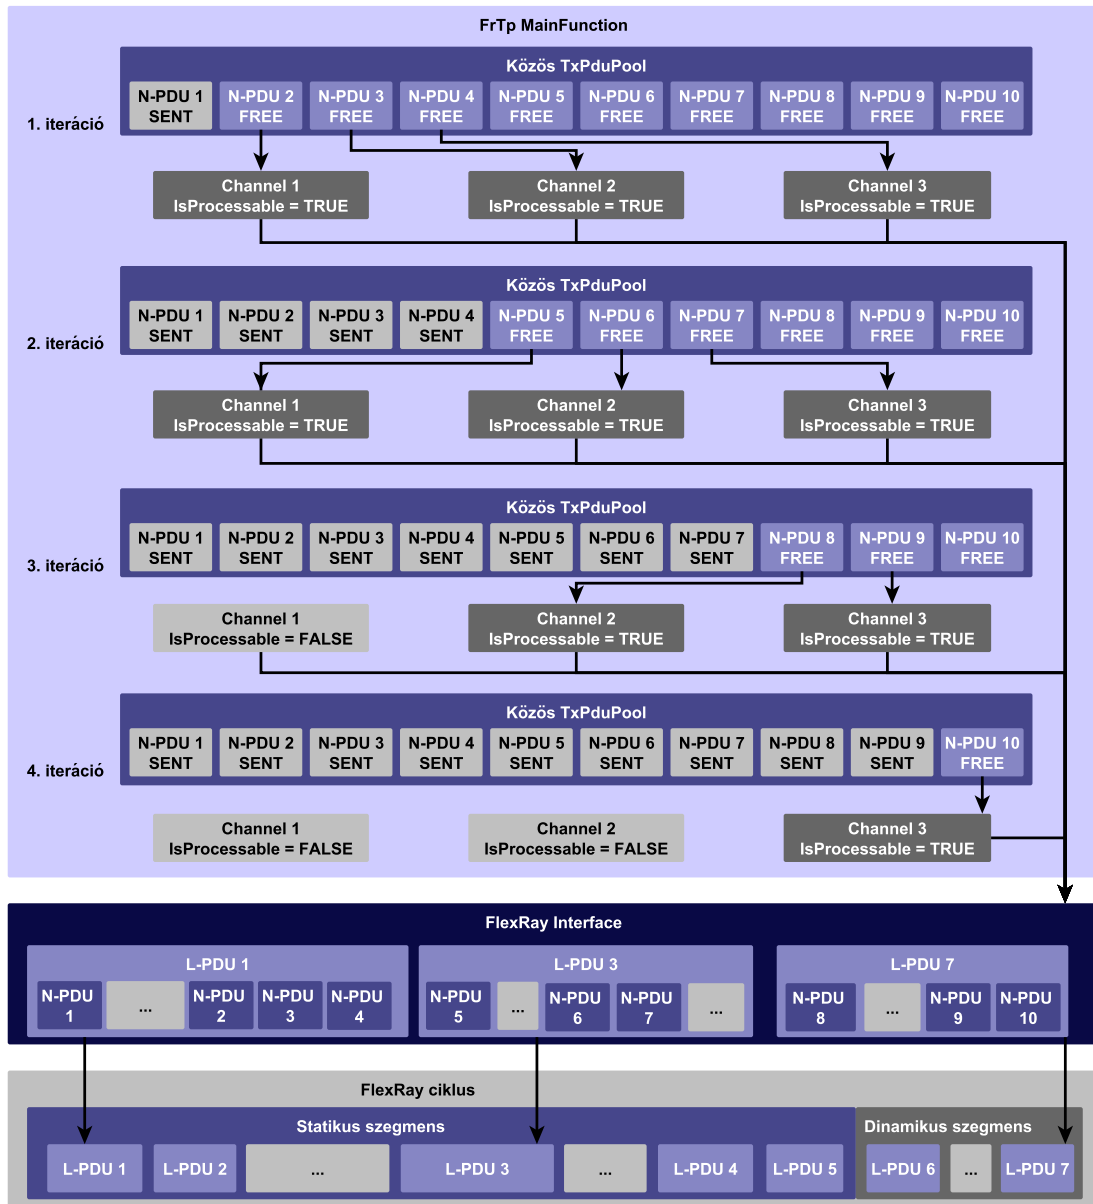 FrTp MainFunction
Közös TxPduPool
N-PDU 1 N-PDU 2 N-PDU 3 N-PDU 4 N-PDU 5 N-PDU 6 N-PDU 7 N-PDU 8 N-PDU 9 N-PDU 10
SENT FREE FREE FREE FREE FREE FREE FREE FREE FREE
1. iteráció
Channel 1 Channel 2 Channel 3
IsProcessable = TRUE IsProcessable = TRUE IsProcessable = TRUE
Közös TxPduPool
N-PDU 1 N-PDU 2 N-PDU 3 N-PDU 4 N-PDU 5 N-PDU 6 N-PDU 7 N-PDU 8 N-PDU 9 N-PDU 10
SENT SENT SENT SENT FREE FREE FREE FREE FREE FREE
2. iteráció
Channel 1 Channel 2 Channel 3
IsProcessable = TRUE IsProcessable = TRUE IsProcessable = TRUE
Közös TxPduPool
N-PDU 1 N-PDU 2 N-PDU 3 N-PDU 4 N-PDU 5 N-PDU 6 N-PDU 7 N-PDU 8 N-PDU 9 N-PDU 10
SENT SENT SENT SENT SENT SENT SENT FREE FREE FREE
3. iteráció
Channel 1 Channel 2 Channel 3
IsProcessable = FALSE IsProcessable = TRUE IsProcessable = TRUE
Közös TxPduPool
N-PDU 1 N-PDU 2 N-PDU 3 N-PDU 4 N-PDU 5 N-PDU 6 N-PDU 7 N-PDU 8 N-PDU 9 N-PDU 10
SENT SENT SENT SENT SENT SENT SENT SENT SENT FREE
4. iteráció
Channel 1 Channel 2 Channel 3
IsProcessable = FALSE IsProcessable = FALSE IsProcessable = TRUE
FlexRay Interface
L-PDU 1 L-PDU 3 L-PDU 7
N-PDU ... N-PDU N-PDU N-PDU N-PDU ... N-PDU N-PDU ... N-PDU ... N-PDU N-PDU
1 2 3 4 5 6 7 8 9 10
FlexRay ciklus
Statikus szegmens Dinamikus szegmens
L-PDU 1 L-PDU 2 ... L-PDU 3 ... L-PDU 4 L-PDU 5 L-PDU 6 ... L-PDU 7